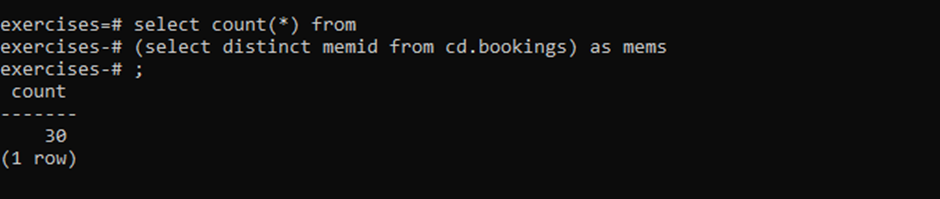 exercises=# select count(*) from
exercises-# (select distinct memid from cd.bookings) as mems
exercises-# ;
 count
-------
    30
(1 row)